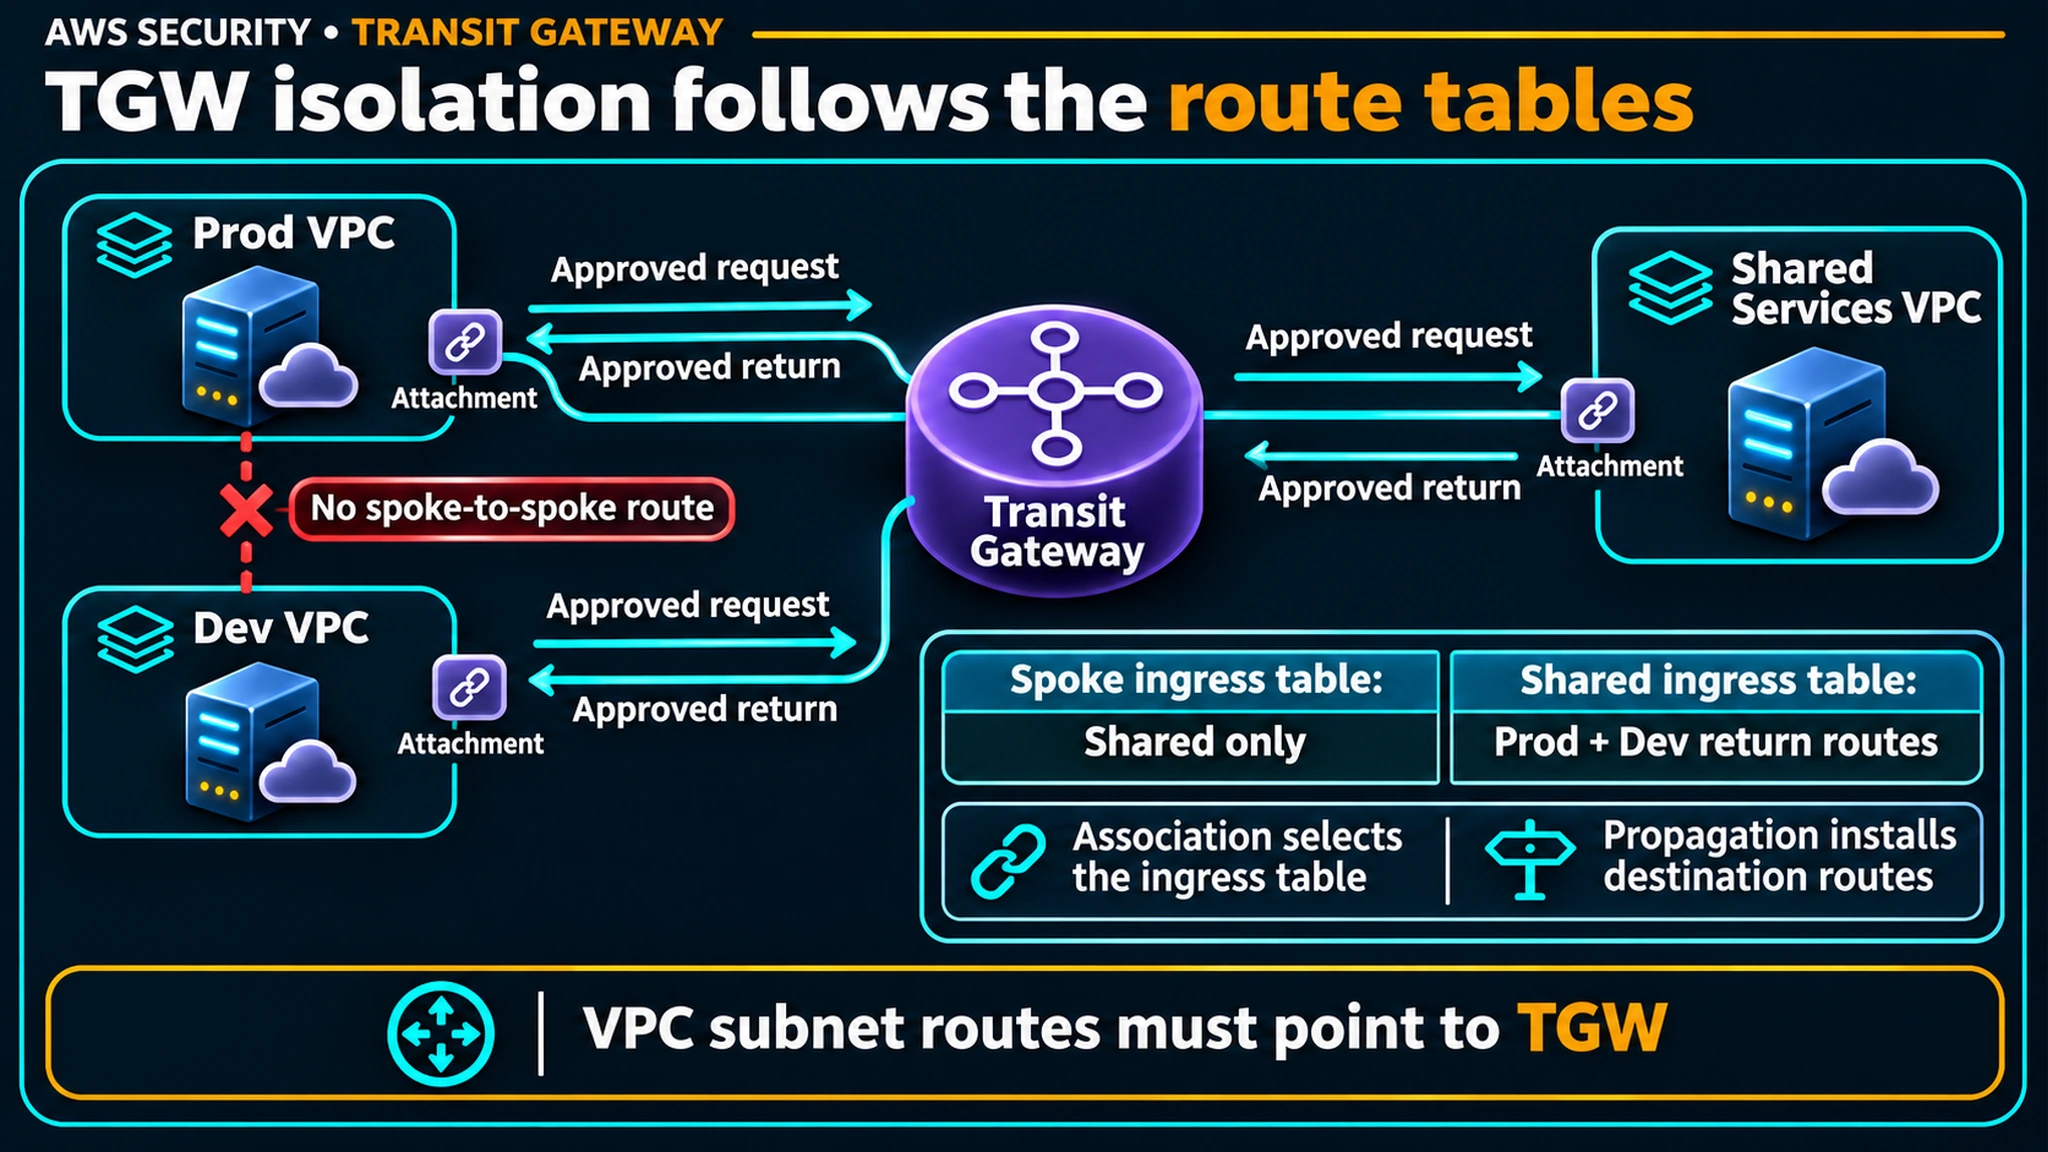 AWS SECURITY • TRANSIT GATEWAY
TGW isolation follows the route tables
Prod VPC
Attachment
Approved request
Approved return
Transit
Gateway
Approved request
Approved return
Shared
Services VPC
Attachment
No spoke-to-spoke route
Dev VPC
Attachment
Approved request
Approved return
Spoke ingress table:
Shared only
Shared ingress table:
Prod + Dev return routes
Association selects
the ingress table
Propagation installs
destination routes
VPC subnet routes must point to TGW